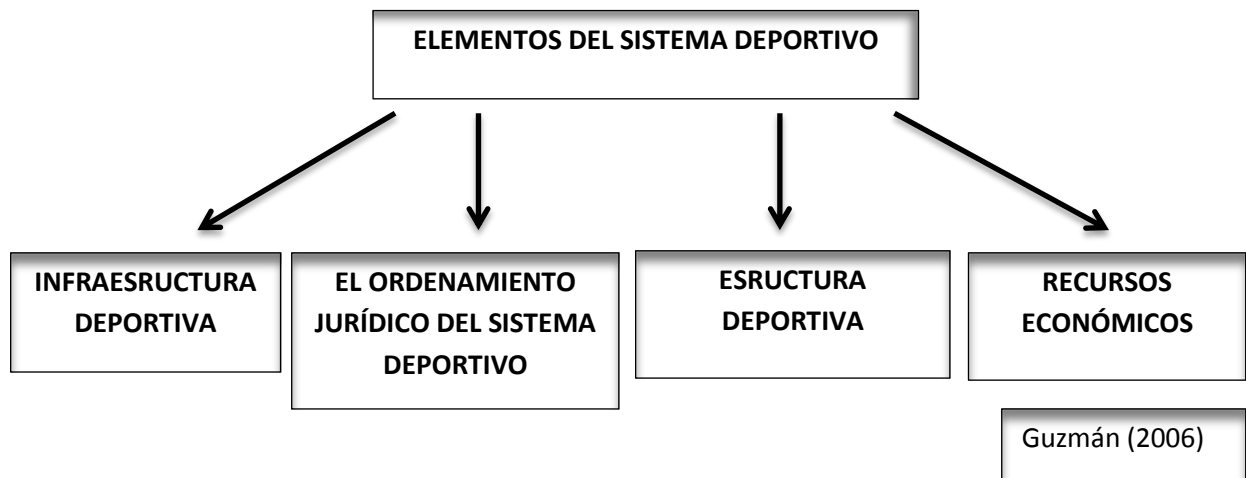 ELEMENTOS DEL SISTEMA DEPORTIVO
INFRAESRUCTURA
DEPORTIVA
EL ORDENAMIENTO
JURÍDICO DEL SISTEMA
DEPORTIVO
ESRUCTURA
DEPORTIVA
RECURSOS
ECONÓMICOS
Guzmán (2006)